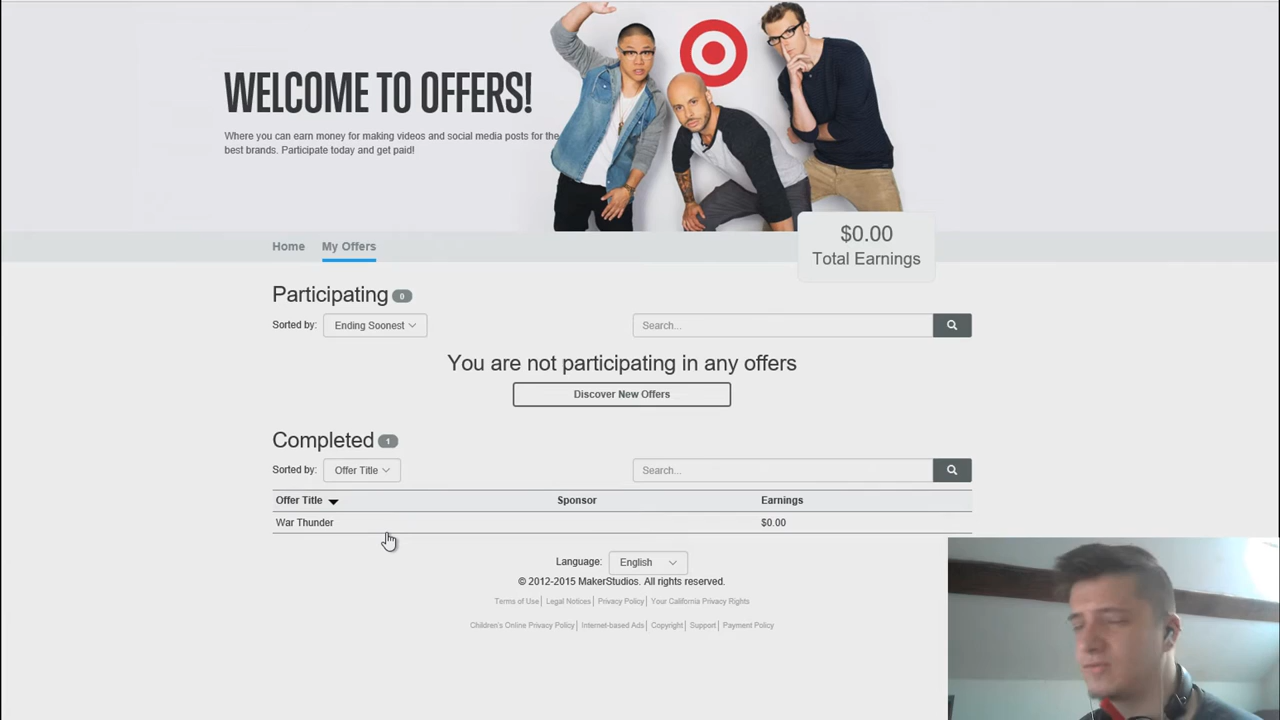 WELCOME TO OFFERS!
Where you can earn money for making videos and social media posts for the
best brands. Participate today and get paid!
Home My Offers
$0.00
Total Earnings
Participating 0
Sorted by: Ending Soonest Search...
You are not participating in any offers
Discover New Offers
Completed 1
Sorted by: Offer Title Search...
Offer Title Sponsor Earnings
War Thunder $0.00
Language: English
© 2012-2015 MakerStudios. All rights reserved.
Terms of Use| Legal Notices| Privacy Policy| Your California Privacy Rights
Children's Online Privacy Policy| Internet-based Ads| Copyright| Support| Payment Policy